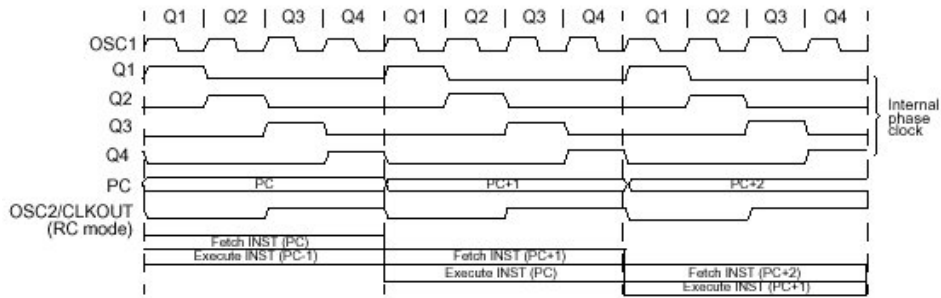 Q1 | Q2 | Q3 | Q4 | Q1 | Q2 | Q3 | Q4 | Q1 | Q2 | Q3 | Q4
OSC1
Q1
Q2
Q3
Q4
Internal
phase
clock
PC PC PC+1 PC+2
OSC2/CLKOUT
(RC mode)
Fetch INST (PC)
Execute INST (PC-1) Fetch INST (PC+1)
Execute INST (PC) Fetch INST (PC+2)
Execute INST (PC+1)